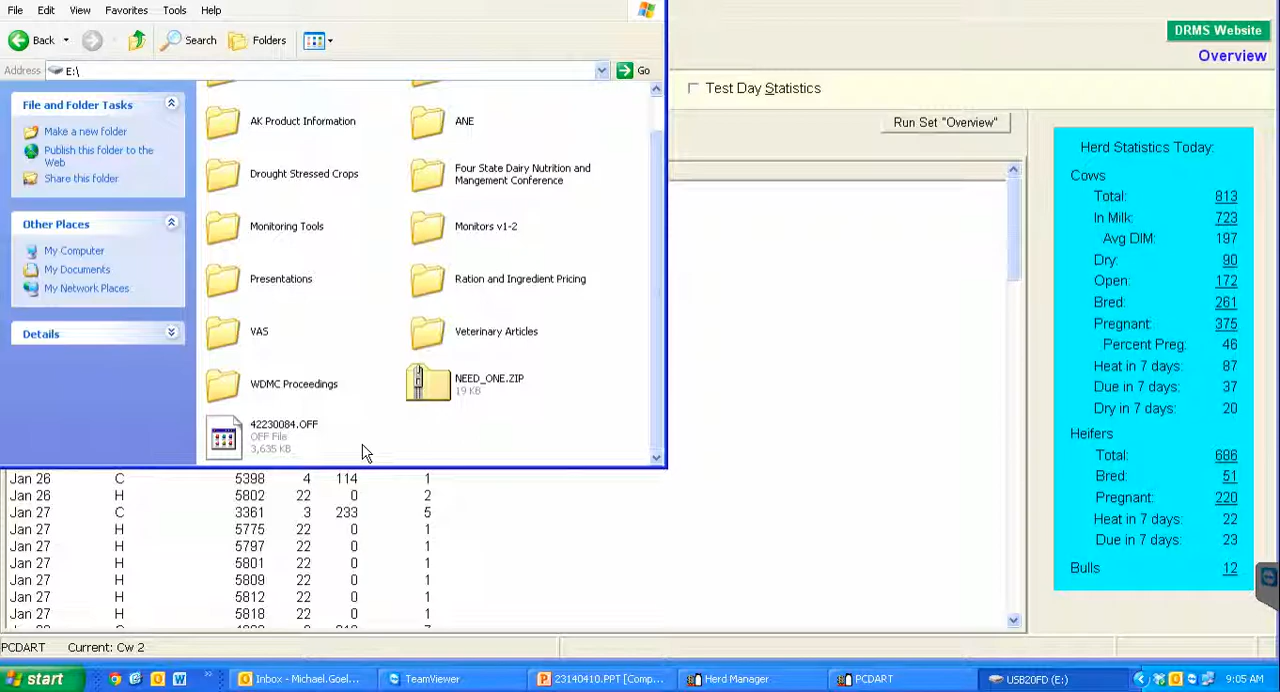 File Edit View Favorites Tools Help
Back Search Folders
Address E:\ Go
File and Folder Tasks
Make a new folder
Publish this folder to the
Web
Share this folder
Other Places
My Computer
My Documents
My Network Places
Details
AK Product Information ANE
Drought Stressed Crops Four State Dairy Nutrition and
Mangement Conference
Monitoring Tools Monitors v1-2
Presentations Ration and Ingredient Pricing
VAS Veterinary Articles
WDMC Proceedings NEED_ONE.ZIP
19 KB
42230084.OFF
OFF File
3,635 KB
DRMS Website
Overview
Test Day Statistics
Run Set "Overview"
Herd Statistics Today:
Cows
Total: 813
In Milk: 723
Avg DIM: 197
Dry: 90
Open: 172
Bred: 261
Pregnant: 375
Percent Preg: 46
Heat in 7 days: 87
Due in 7 days: 37
Dry in 7 days: 20
Heifers
Total: 686
Bred: 51
Pregnant: 220
Heat in 7 days: 22
Due in 7 days: 23
Bulls 12
Jan 26 C 5398 4 114 1
Jan 26 H 5802 22 0 2
Jan 27 C 3361 3 233 5
Jan 27 H 5775 22 0 1
Jan 27 H 5797 22 0 1
Jan 27 H 5801 22 0 1
Jan 27 H 5809 22 0 1
Jan 27 H 5812 22 0 1
Jan 27 H 5818 22 0 1
PCDART Current: Cw 2
start Inbox - Michael.Goel... TeamViewer 23140410.PPT [Comp... Herd Manager PCDART USB20FD (E:) 9:05 AM